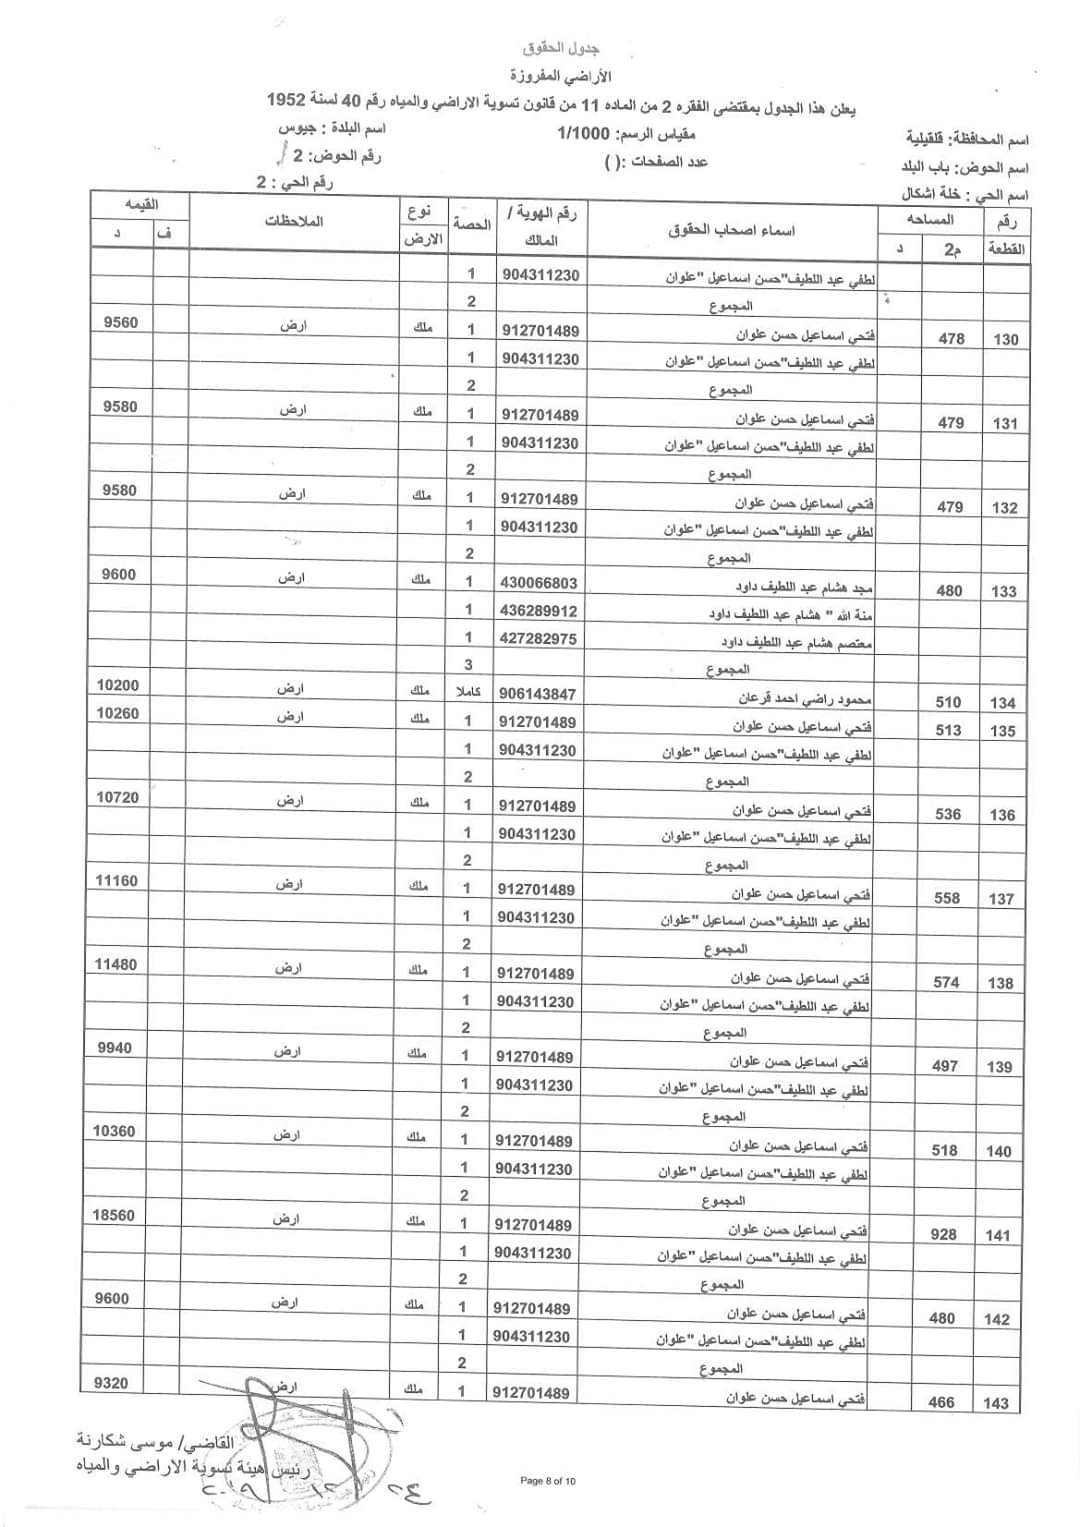 جدول الحقوق
الأراضي المفروزة
يعلن هذا الجدول بمقتضى الفقره 2 من الماده 11 من قانون تسوية الاراضي والمياه رقم 40 لسنة 1952
اسم المحافظة: قلقيلية مقياس الرسم: 1/1000 اسم البلدة : جيوس
اسم الحوض: باب البلد عدد الصفحات :( ) رقم الحوض: 2
اسم الحي : خلة اشكال رقم الحي : 2
رقم القطعة المساحه م2 د اسماء اصحاب الحقوق رقم الهوية / المالك الحصة نوع الارض الملاحظات القيمه ف د
لطفي عبد اللطيف"حسن اسماعيل "علوان 904311230 1
المجموع 2
130 478 فتحي اسماعيل حسن علوان 912701489 1 ملك ارض 9560
لطفي عبد اللطيف"حسن اسماعيل "علوان 904311230 1
المجموع 2
131 479 فتحي اسماعيل حسن علوان 912701489 1 ملك ارض 9580
لطفي عبد اللطيف"حسن اسماعيل "علوان 904311230 1
المجموع 2
132 479 فتحي اسماعيل حسن علوان 912701489 1 ملك ارض 9580
لطفي عبد اللطيف"حسن اسماعيل "علوان 904311230 1
المجموع 2
133 480 مجد هشام عبد اللطيف داود 430066803 1 ملك ارض 9600
منة الله " هشام عبد اللطيف داود 436289912 1
معتصم هشام عبد اللطيف داود 427282975 1
المجموع 3
134 510 محمود راضي احمد قرعان 906143847 كاملا ملك ارض 10200
135 513 فتحي اسماعيل حسن علوان 912701489 1 ملك ارض 10260
لطفي عبد اللطيف"حسن اسماعيل "علوان 904311230 1
المجموع 2
136 536 فتحي اسماعيل حسن علوان 912701489 1 ملك ارض 10720
لطفي عبد اللطيف"حسن اسماعيل "علوان 904311230 1
المجموع 2
137 558 فتحي اسماعيل حسن علوان 912701489 1 ملك ارض 11160
لطفي عبد اللطيف"حسن اسماعيل "علوان 904311230 1
المجموع 2
138 574 فتحي اسماعيل حسن علوان 912701489 1 ملك ارض 11480
لطفي عبد اللطيف"حسن اسماعيل "علوان 904311230 1
المجموع 2
139 497 فتحي اسماعيل حسن علوان 912701489 1 ملك ارض 9940
لطفي عبد اللطيف"حسن اسماعيل "علوان 904311230 1
المجموع 2
140 518 فتحي اسماعيل حسن علوان 912701489 1 ملك ارض 10360
لطفي عبد اللطيف"حسن اسماعيل "علوان 904311230 1
المجموع 2
141 928 فتحي اسماعيل حسن علوان 912701489 1 ملك ارض 18560
لطفي عبد اللطيف"حسن اسماعيل "علوان 904311230 1
المجموع 2
142 480 فتحي اسماعيل حسن علوان 912701489 1 ملك ارض 9600
لطفي عبد اللطيف"حسن اسماعيل "علوان 904311230 1
المجموع 2
143 466 فتحي اسماعيل حسن علوان 912701489 1 ملك ارض 9320
القاضي/ موسى شكارنة
رئيس هيئة تسوية الاراضي والمياه
Page 8 of 10